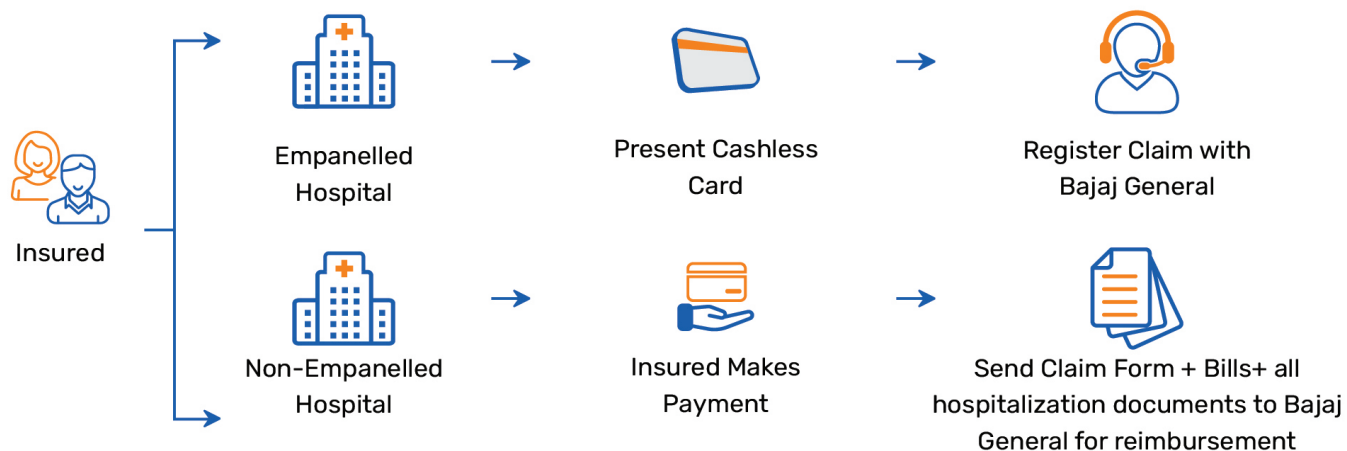 Insured
Empanelled
Hospital
Present Cashless
Card
Register Claim with
Bajaj General
Non-Empanelled
Hospital
Insured Makes
Payment
Send Claim Form + Bills+ all
hospitalization documents to Bajaj
General for reimbursement